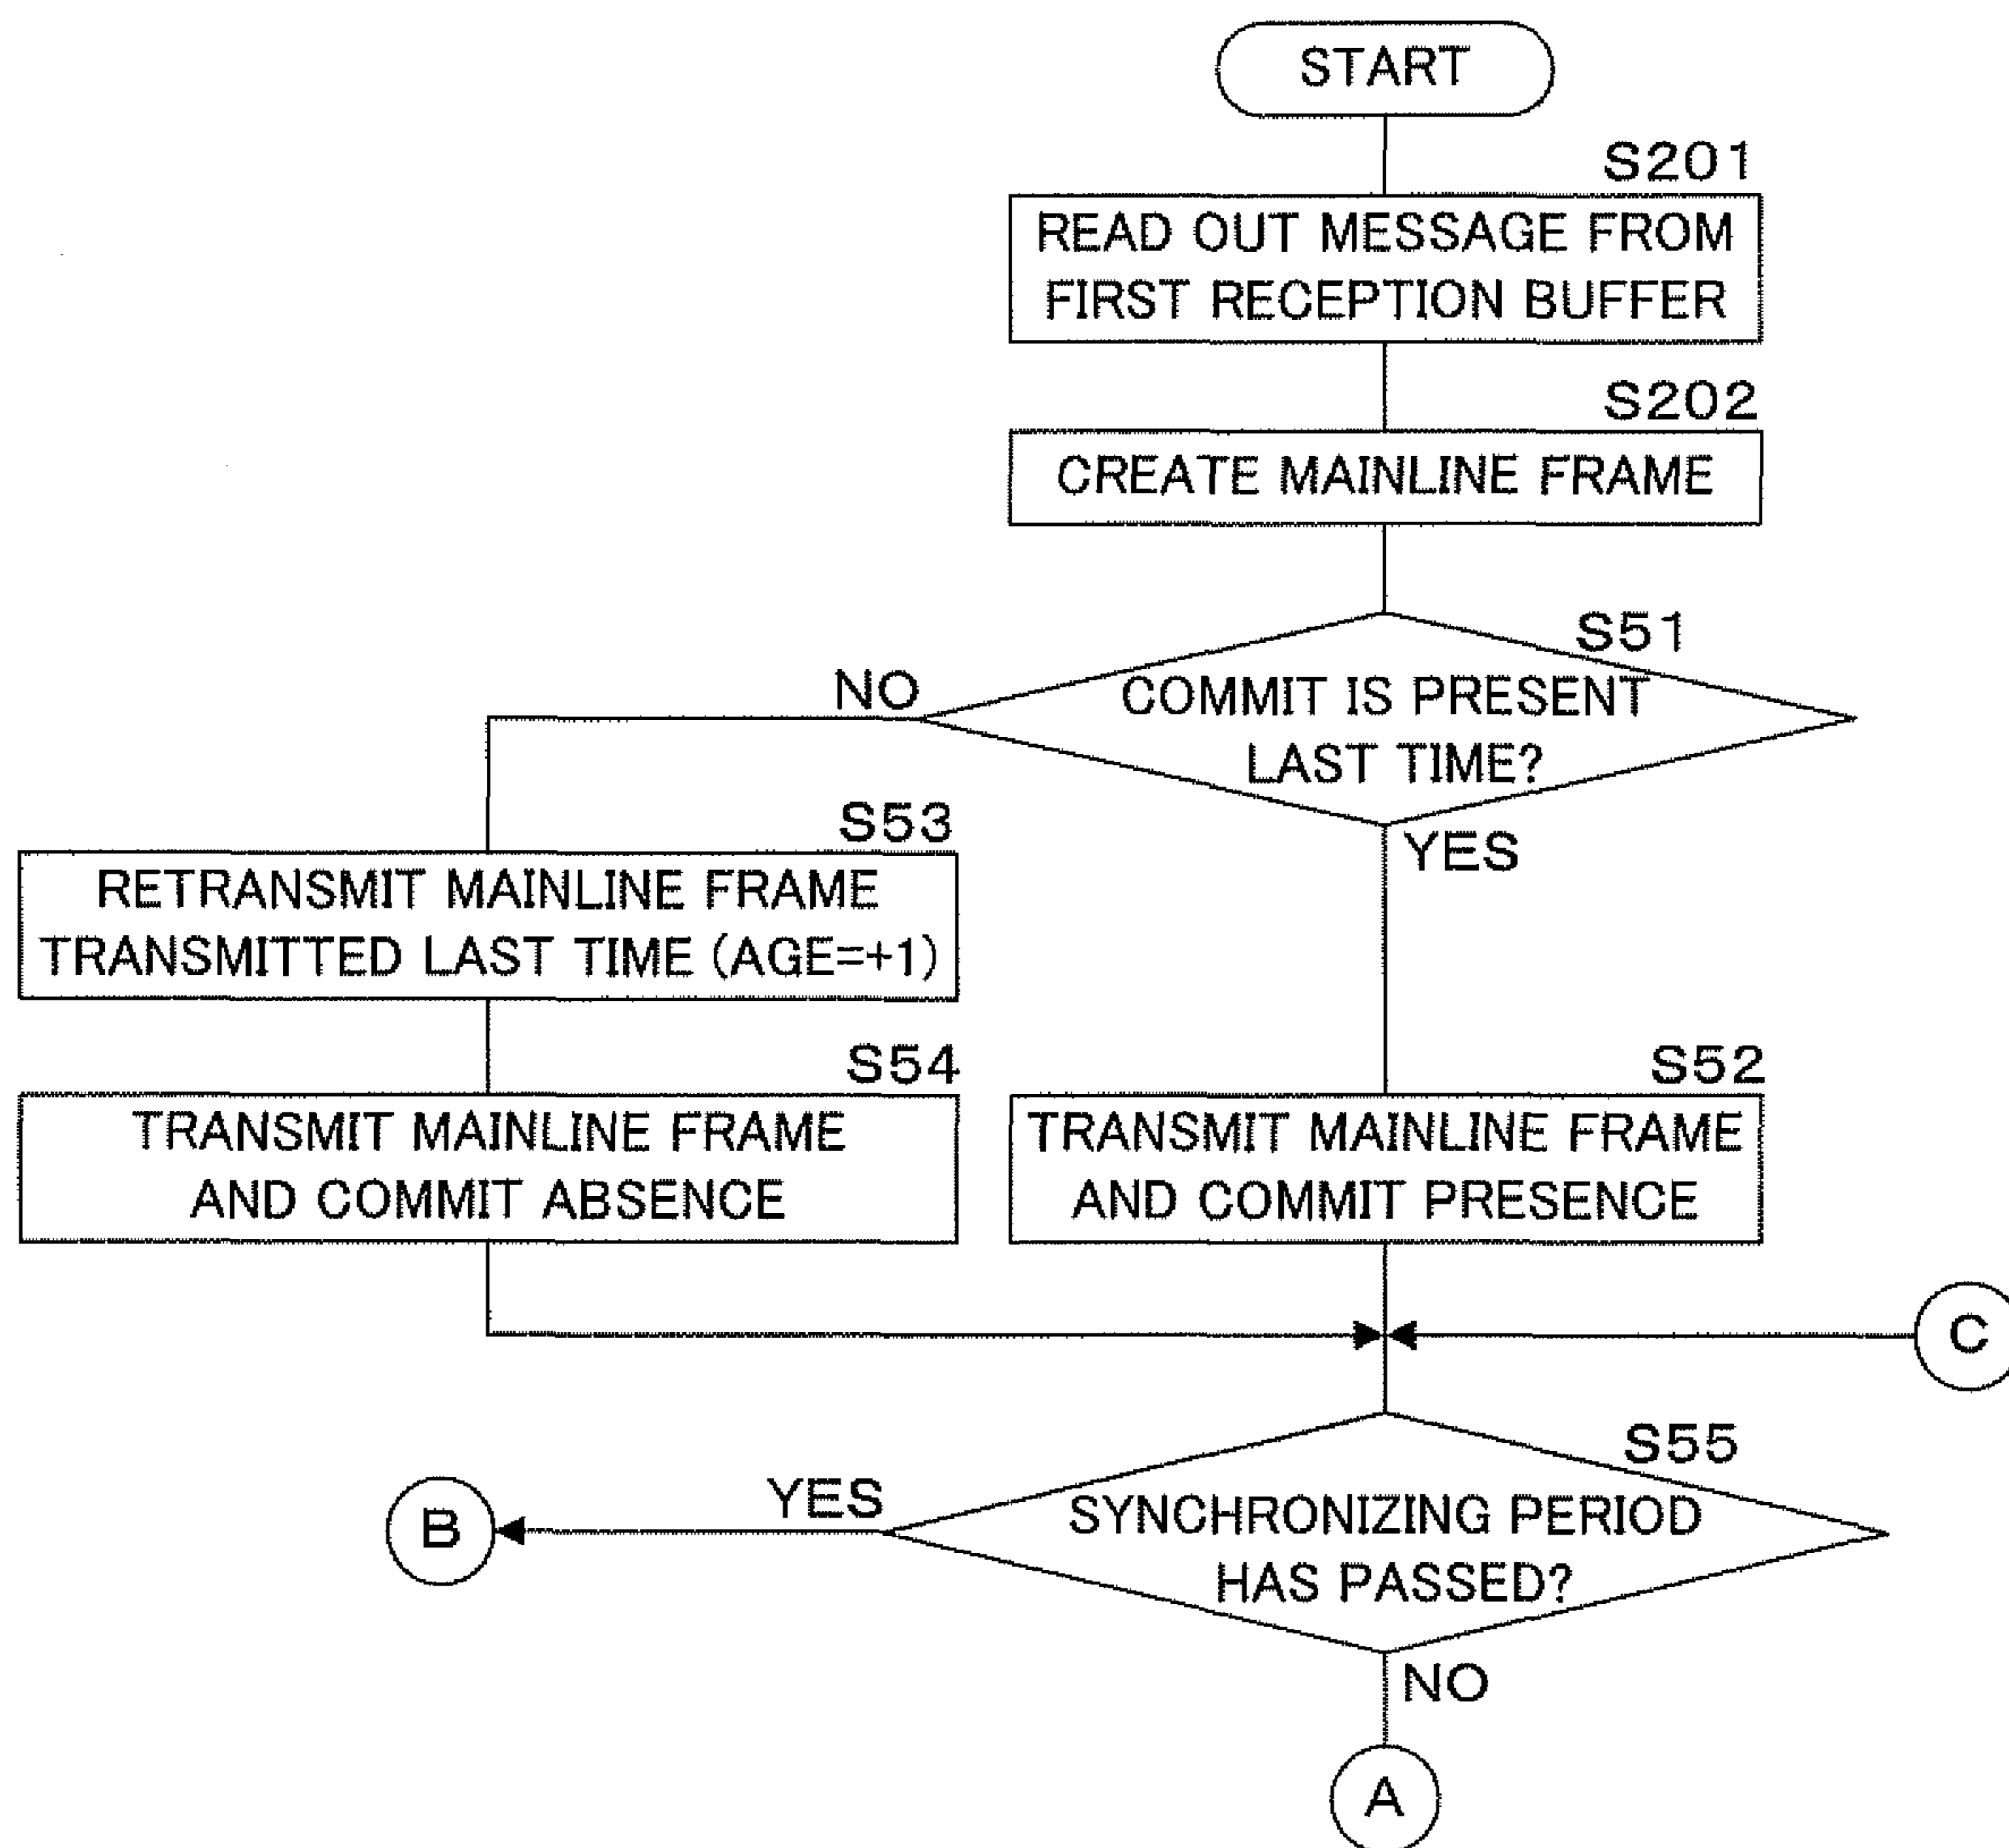 START
S201
READ OUT MESSAGE FROM
FIRST RECEPTION BUFFER
S202
CREATE MAINLINE FRAME
S51
COMMIT IS PRESENT
LAST TIME?
NO
YES
S53
RETRANSMIT MAINLINE FRAME
TRANSMITTED LAST TIME (AGE=+1)
S54
TRANSMIT MAINLINE FRAME
AND COMMIT ABSENCE
S52
TRANSMIT MAINLINE FRAME
AND COMMIT PRESENCE
C
S55
SYNCHRONIZING PERIOD
HAS PASSED?
YES
B
NO
A